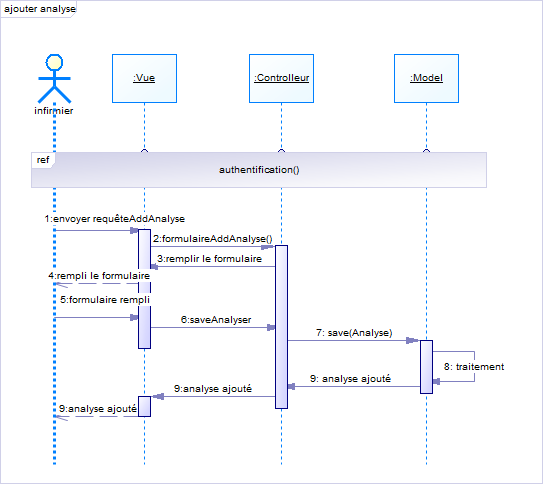 ajouter analyse
:Vue
:Controlleur
:Model
infirmier
ref
authentification()
1:envoyer requêteAddAnalyse
2:formulaireAddAnalyse()
3:remplir le formulaire
4:rempli le formulaire
5:formulaire rempli
6:saveAnalyser
7: save(Analyse)
8: traitement
9: analyse ajouté
9:analyse ajouté
9:analyse ajouté